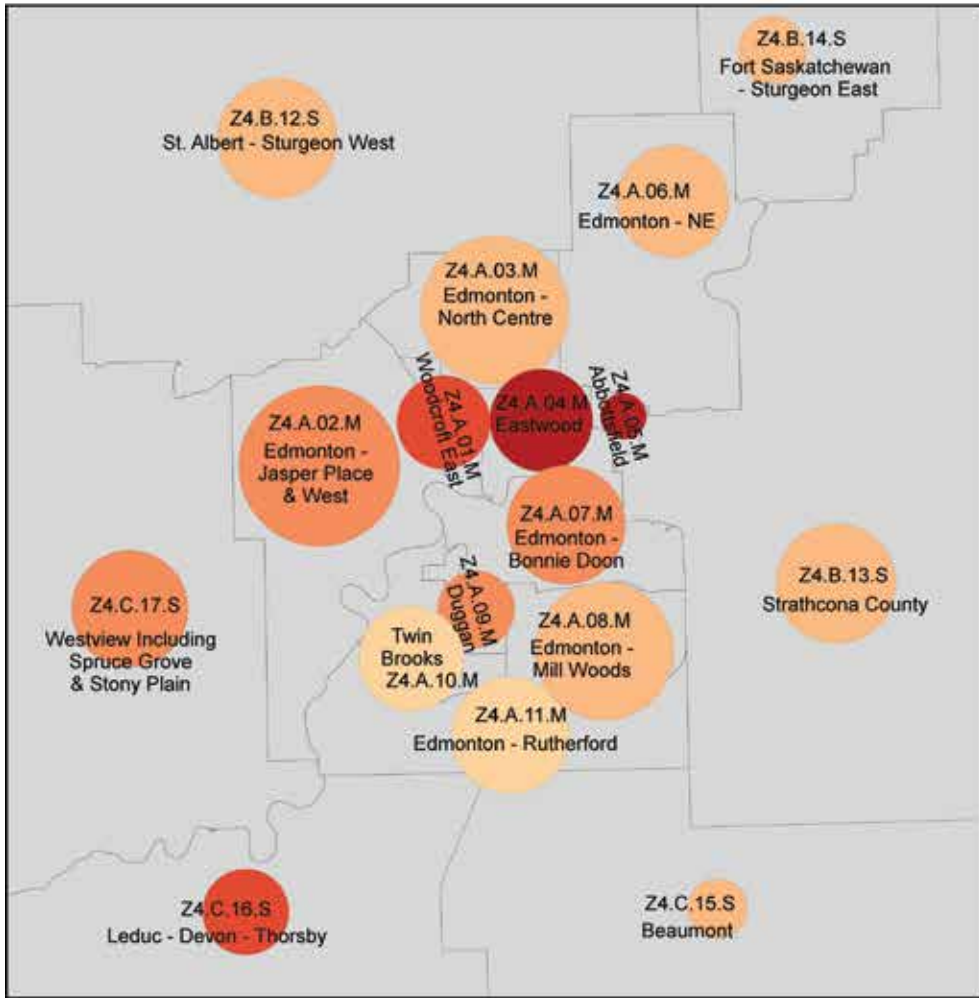 Z4.B.14.S
Fort Saskatchewan
- Sturgeon East
Z4.B.12.S
St. Albert - Sturgeon West
Z4.A.06.M
Edmonton - NE
Z4.A.03.M
Edmonton -
North Centre
Z4.A.01.M
Woodcroft East
Z4.A.04.M
Eastwood
Z4.A.05.M
Abbottsfield
Z4.A.02.M
Edmonton -
Jasper Place
& West
Z4.A.07.M
Edmonton -
Bonnie Doon
Z4.C.17.S
Westview Including
Spruce Grove
& Stony Plain
Z4.A.09.M
Duggan
Z4.B.13.S
Strathcona County
Twin
Brooks
Z4.A.10.M
Z4.A.08.M
Edmonton -
Mill Woods
Z4.A.11.M
Edmonton - Rutherford
Z4.C.16.S
Leduc - Devon - Thorsby
Z4.C.15.S
Beaumont